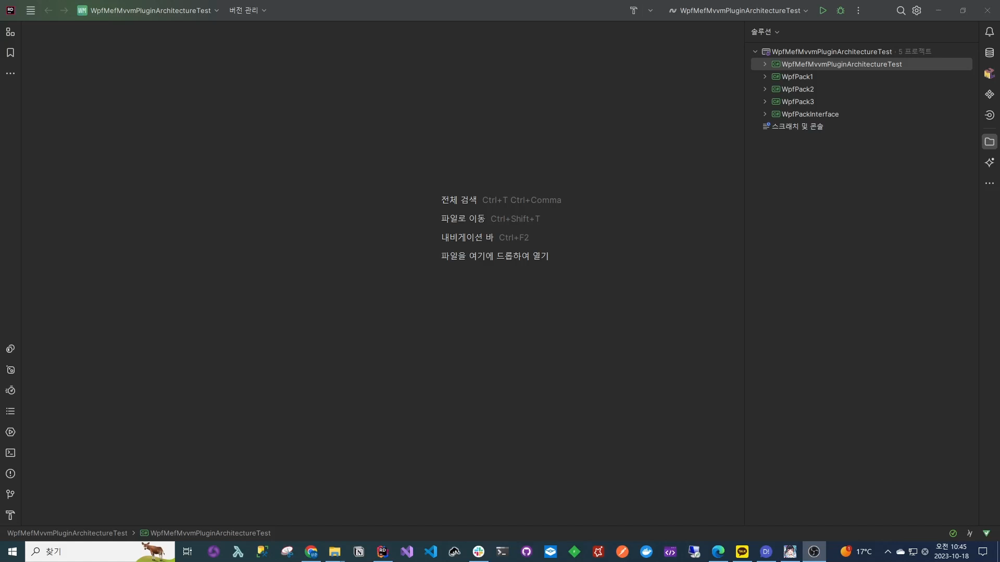 WM WpfMefMvvmPluginArchitectureTest 버전 관리 WpfMefMvvmPluginArchitectureTest
솔루션
WpfMefMvvmPluginArchitectureTest · 5 프로젝트
C# WpfMefMvvmPluginArchitectureTest
C# WpfPack1
C# WpfPack2
C# WpfPack3
C# WpfPackInterface
스크래치 및 콘솔
전체 검색 Ctrl+T Ctrl+Comma
파일로 이동 Ctrl+Shift+T
내비게이션 바 Ctrl+F2
파일을 여기에 드롭하여 열기
WpfMefMvvmPluginArchitectureTest > C# WpfMefMvvmPluginArchitectureTest
찾기
RD
TALK
D!
1
17°C
오전 10:45
2023-10-18